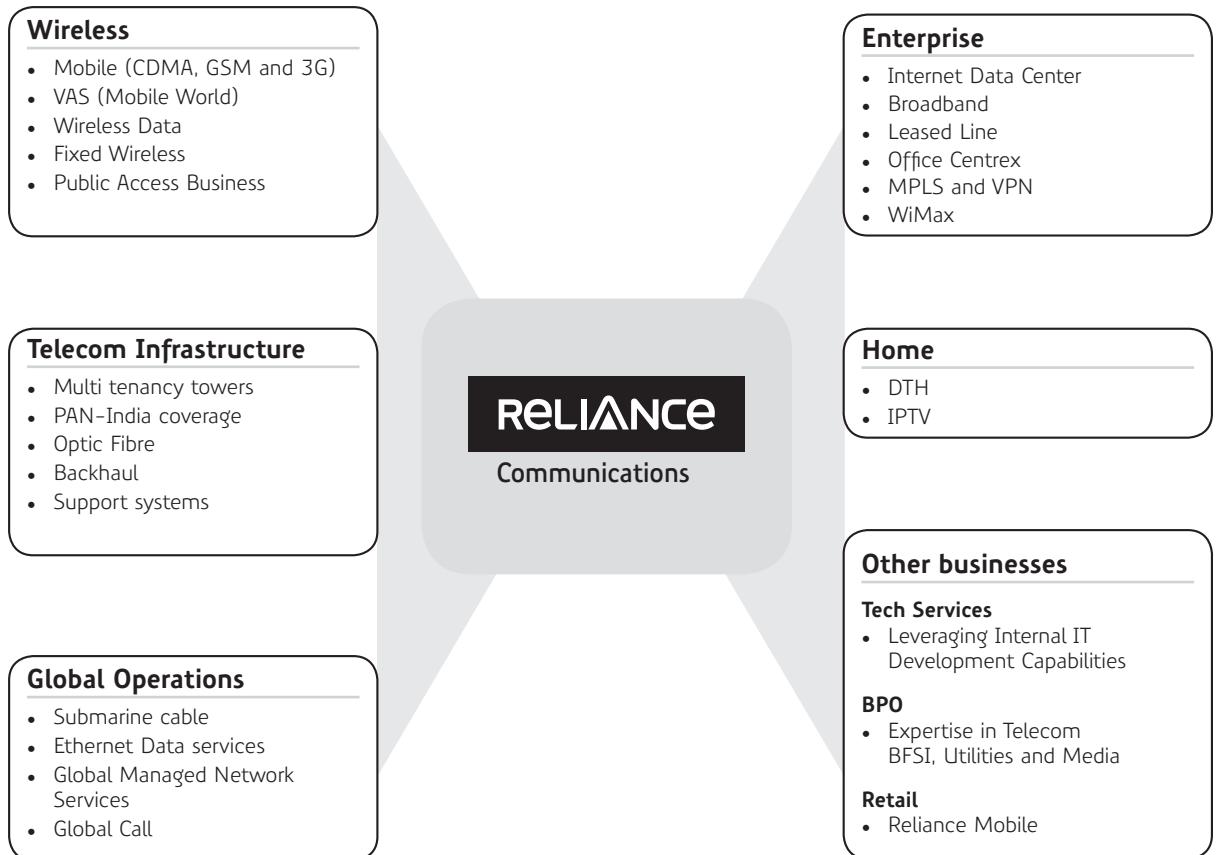 Wireless
• Mobile (CDMA, GSM and 3G)
• VAS (Mobile World)
• Wireless Data
• Fixed Wireless
• Public Access Business
Telecom Infrastructure
• Multi tenancy towers
• PAN-India coverage
• Optic Fibre
• Backhaul
• Support systems
Global Operations
• Submarine cable
• Ethernet Data services
• Global Managed Network
Services
• Global Call
RELIANCE
Communications
Enterprise
• Internet Data Center
• Broadband
• Leased Line
• Office Centrex
• MPLS and VPN
• WiMax
Home
• DTH
• IPTV
Other businesses
Tech Services
• Leveraging Internal IT
Development Capabilities
BPO
• Expertise in Telecom
BFSI, Utilities and Media
Retail
• Reliance Mobile